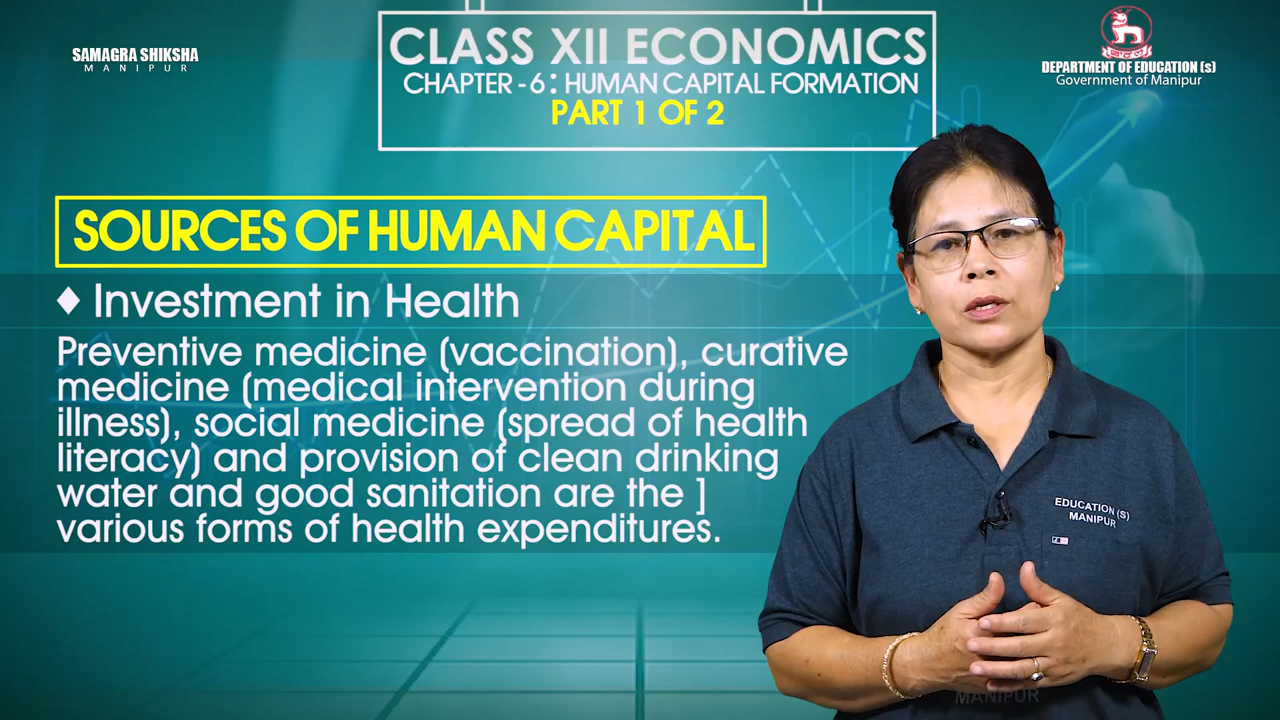 SAMAGRA SHIKSHA
MANIPUR
CLASS XII ECONOMICS
CHAPTER - 6 : HUMAN CAPITAL FORMATION
PART 1 OF 2
DEPARTMENT OF EDUCATION (s)
Government of Manipur
SOURCES OF HUMAN CAPITAL
♦ Investment in Health
Preventive medicine (vaccination), curative
medicine (medical intervention during
illness), social medicine (spread of health
literacy) and provision of clean drinking
water and good sanitation are the ]
various forms of health expenditures.
EDUCATION (S)
MANIPUR
MANIPUR